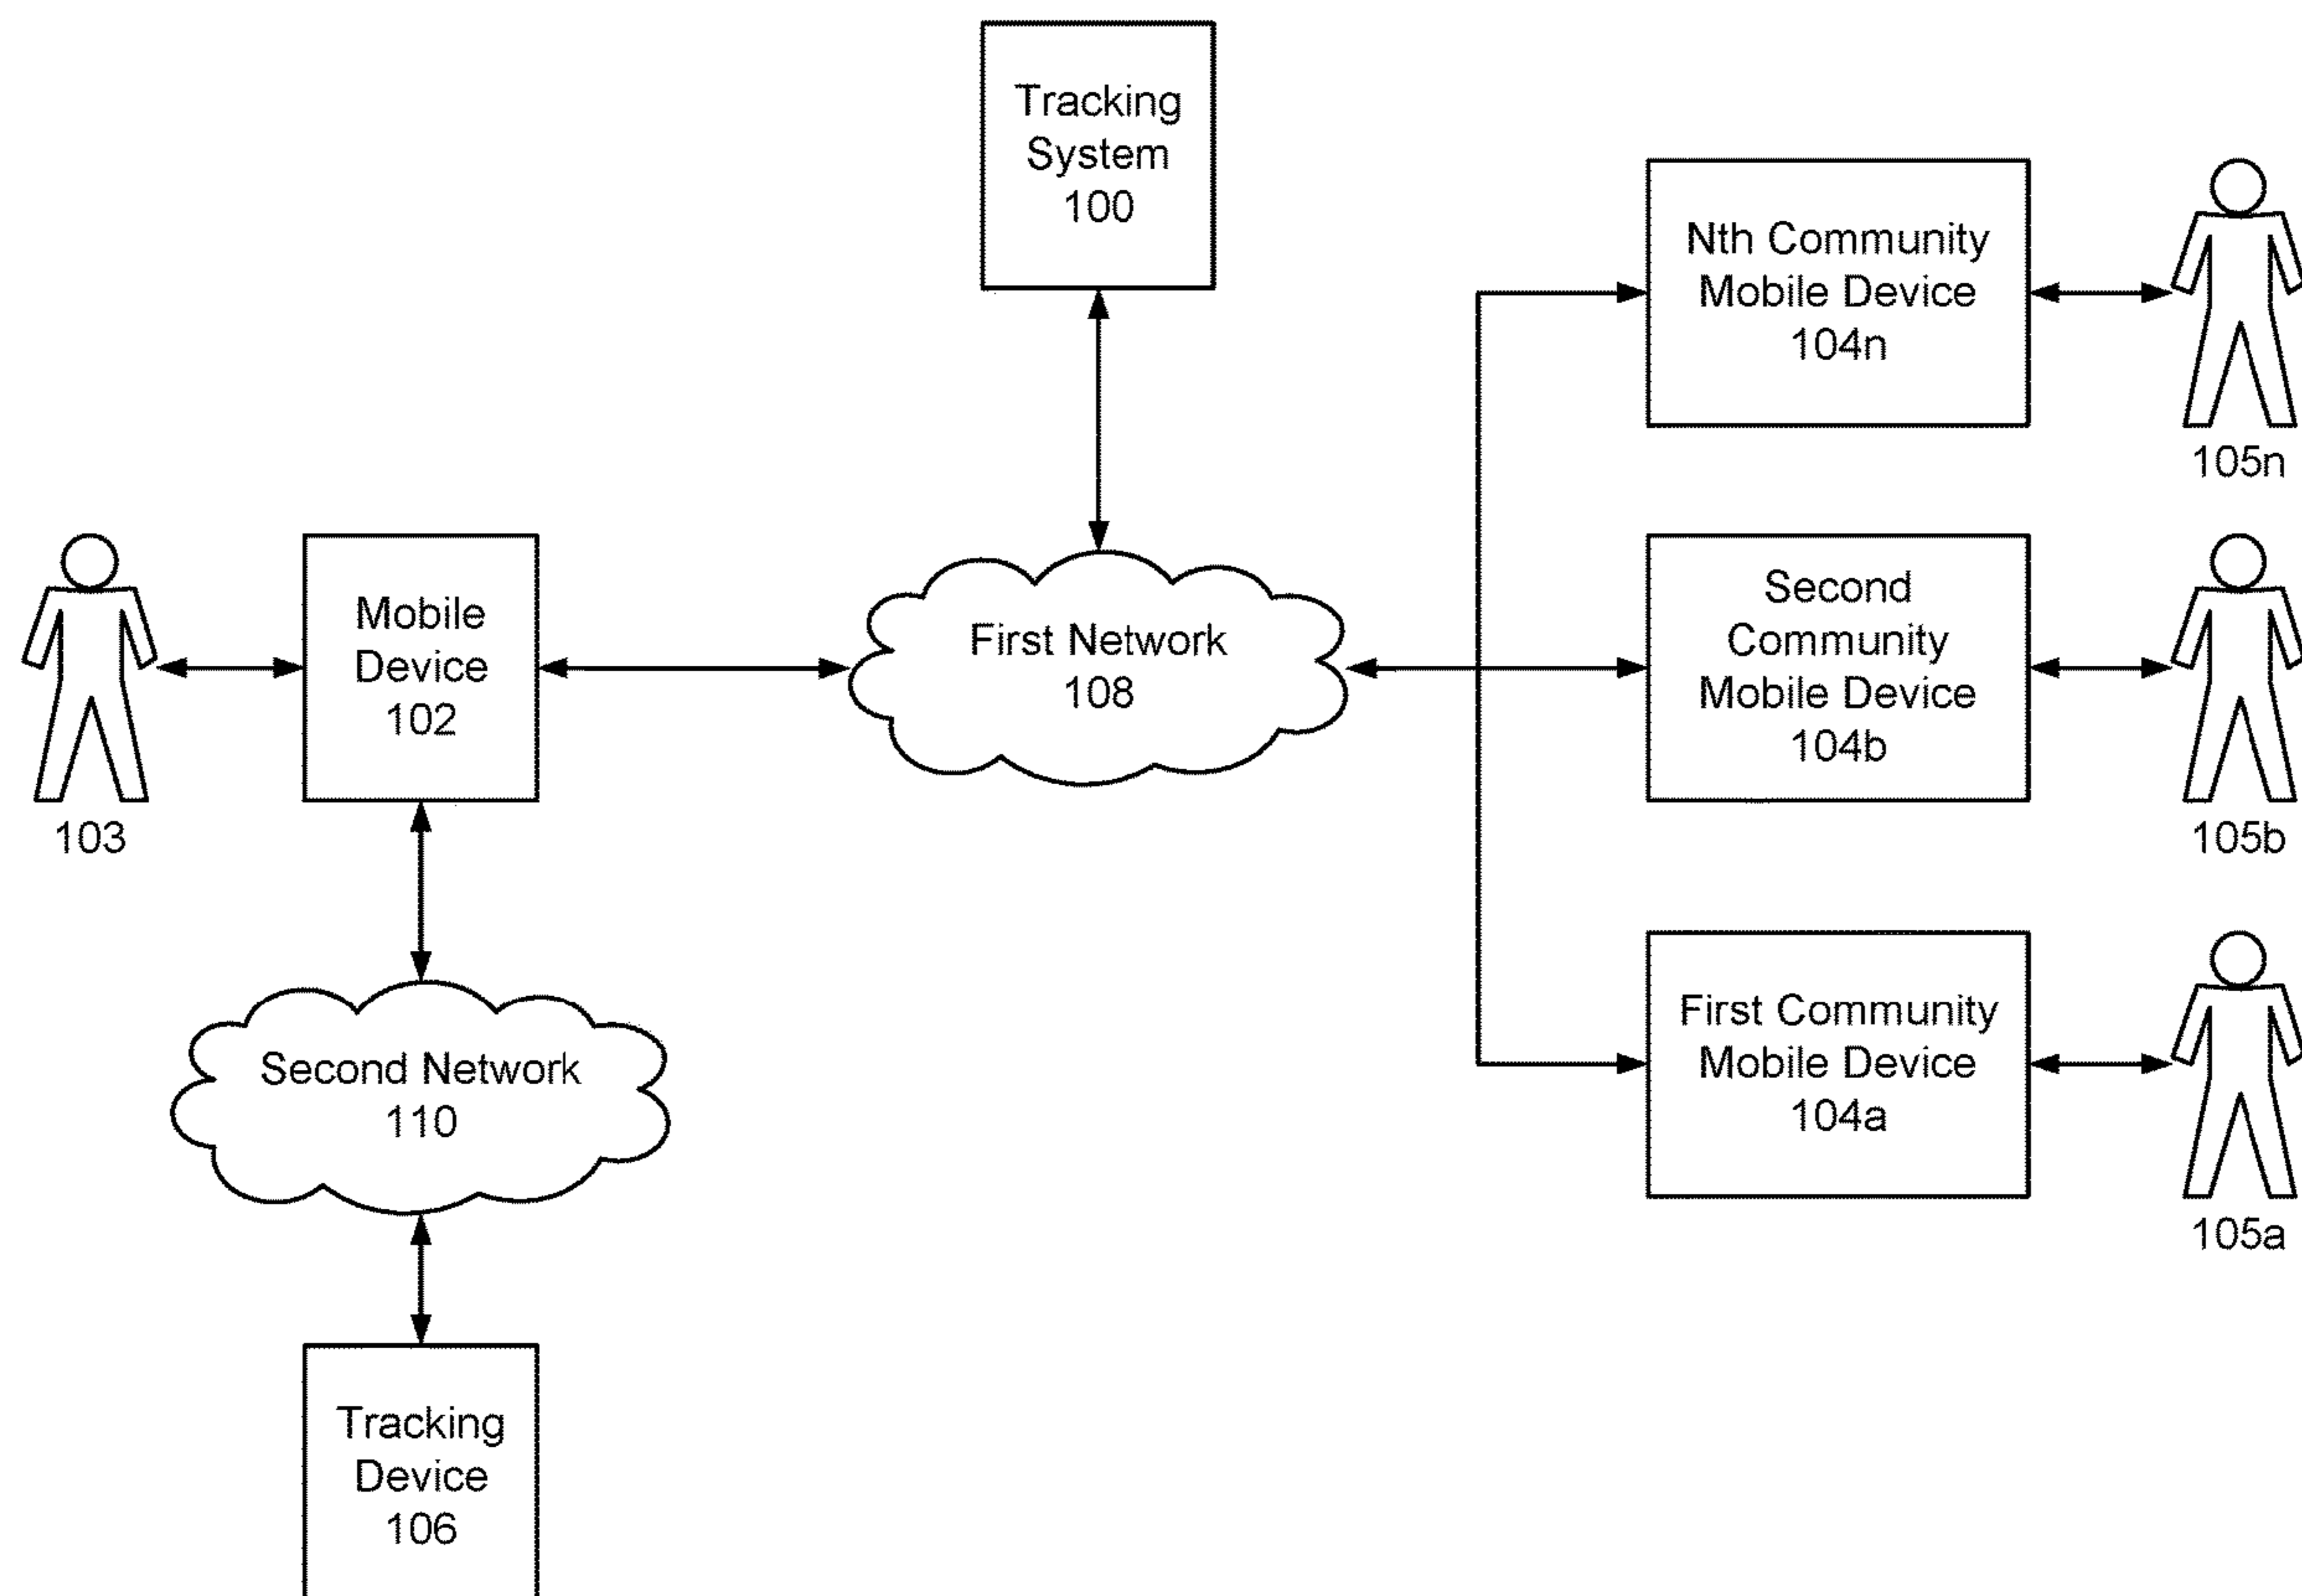 Tracking
System
100
Nth Community
Mobile Device
104n
105n
Mobile
Device
102
103
First Network
108
Second
Community
Mobile Device
104b
105b
Second Network
110
First Community
Mobile Device
104a
105a
Tracking
Device
106